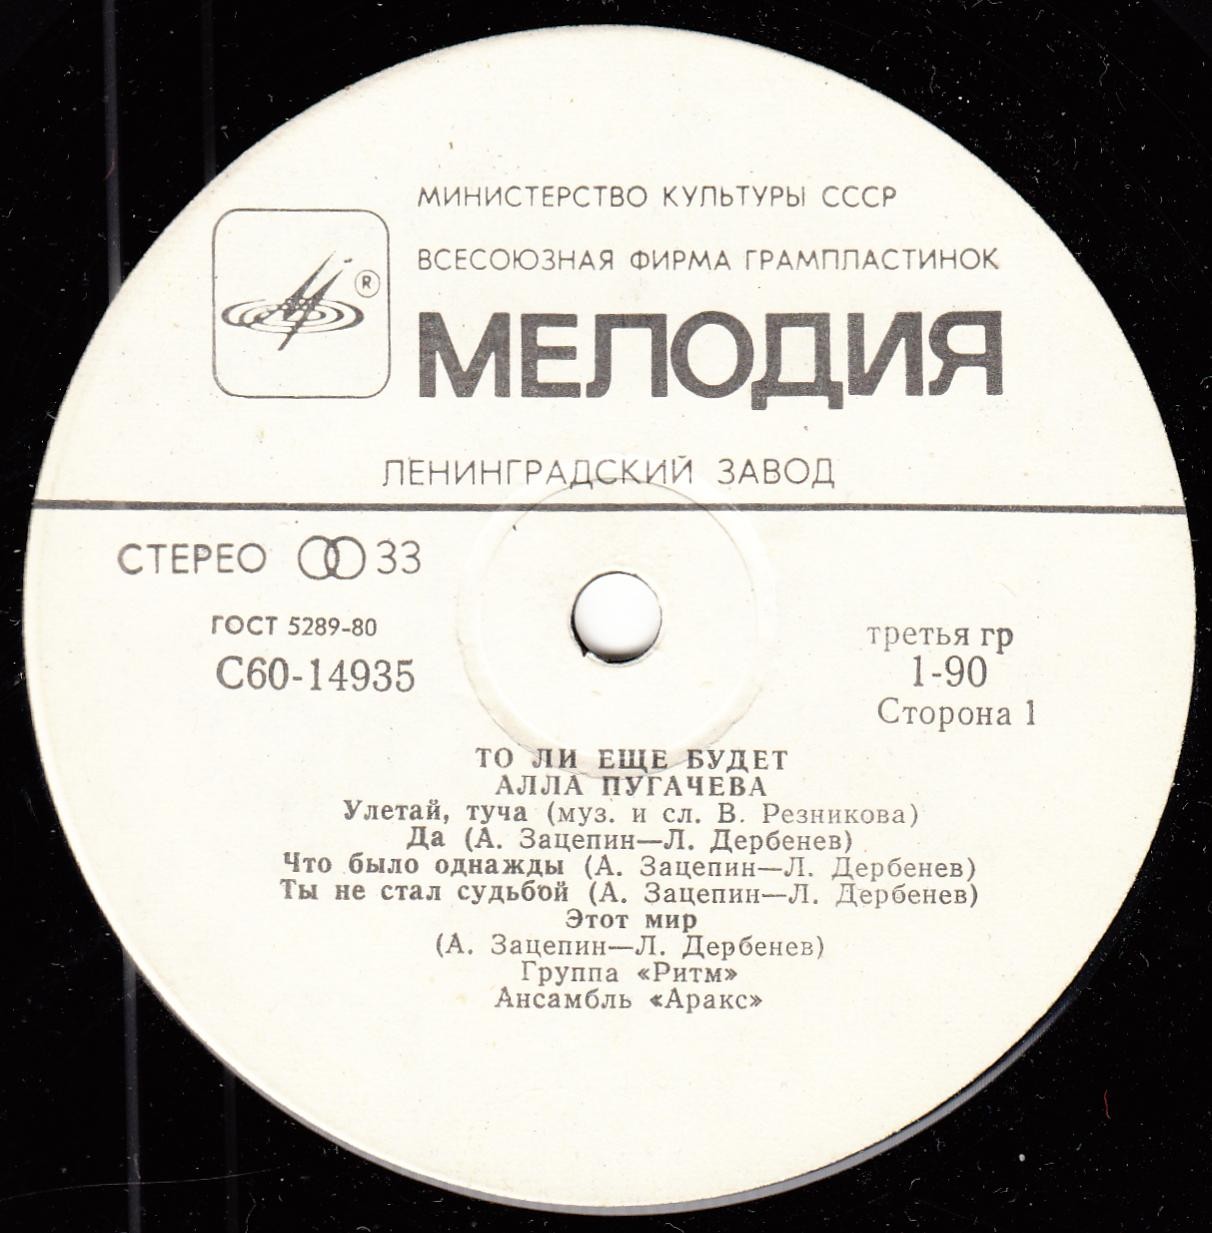 МИНИСТЕРСТВО КУЛЬТУРЫ СССР
ВСЕСОЮЗНАЯ ФИРМА ГРАМПЛАСТИНОК
®
МЕЛОДИЯ
ЛЕНИНГРАДСКИЙ ЗАВОД
СТЕРЕО 33
ГОСТ 5289-80
С60-14935
третья гр
1-90
Сторона 1
ТО ЛИ ЕЩЕ БУДЕТ
АЛЛА ПУГАЧЕВА
Улетай, туча (муз. и сл. В. Резникова)
Да (А. Зацепин—Л. Дербенев)
Что было однажды (А. Зацепин—Л. Дербенев)
Ты не стал судьбой (А. Зацепин—Л. Дербенев)
Этот мир
(А. Зацепин—Л. Дербенев)
Группа «Ритм»
Ансамбль «Аракс»